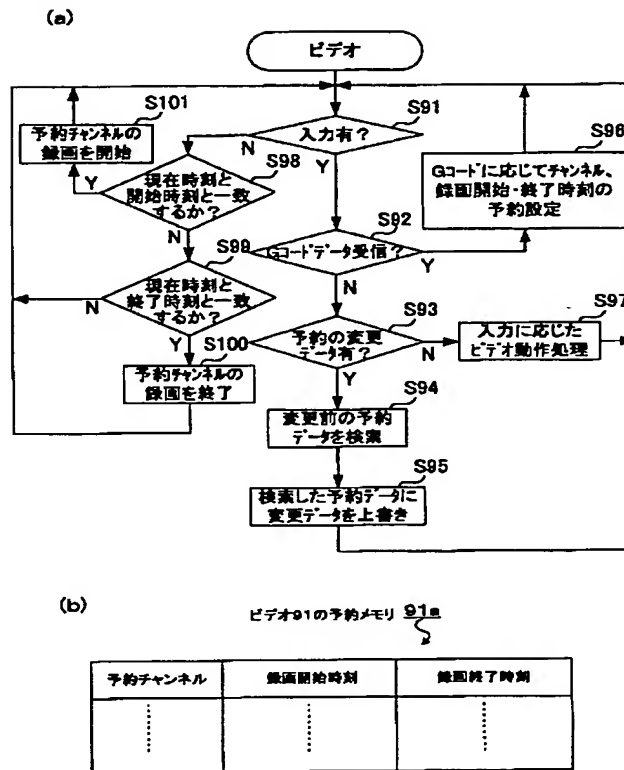 (a)
ビデオ
S91
入力有?
N
Y
S101
予約チャンネルの
録画を開始
S98
現在時刻と
開始時刻と一致
するか?
Y
N
S96
Gコードに応じてチャンネル、
録画開始・終了時刻の
予約設定
S92
Gコードデータ受信?
Y
N
S99
現在時刻と
終了時刻と一致
するか?
N
Y
S93
予約の変更
データ有?
N
Y
S97
入力に応じた
ビデオ動作処理
S100
予約チャンネルの
録画を終了
S94
変更前の予約
データを検索
S95
検索した予約データに
変更データを上書き
(b)
ビデオ91の予約メモリ 91a
予約チャンネル
録画開始時刻
録画終了時刻